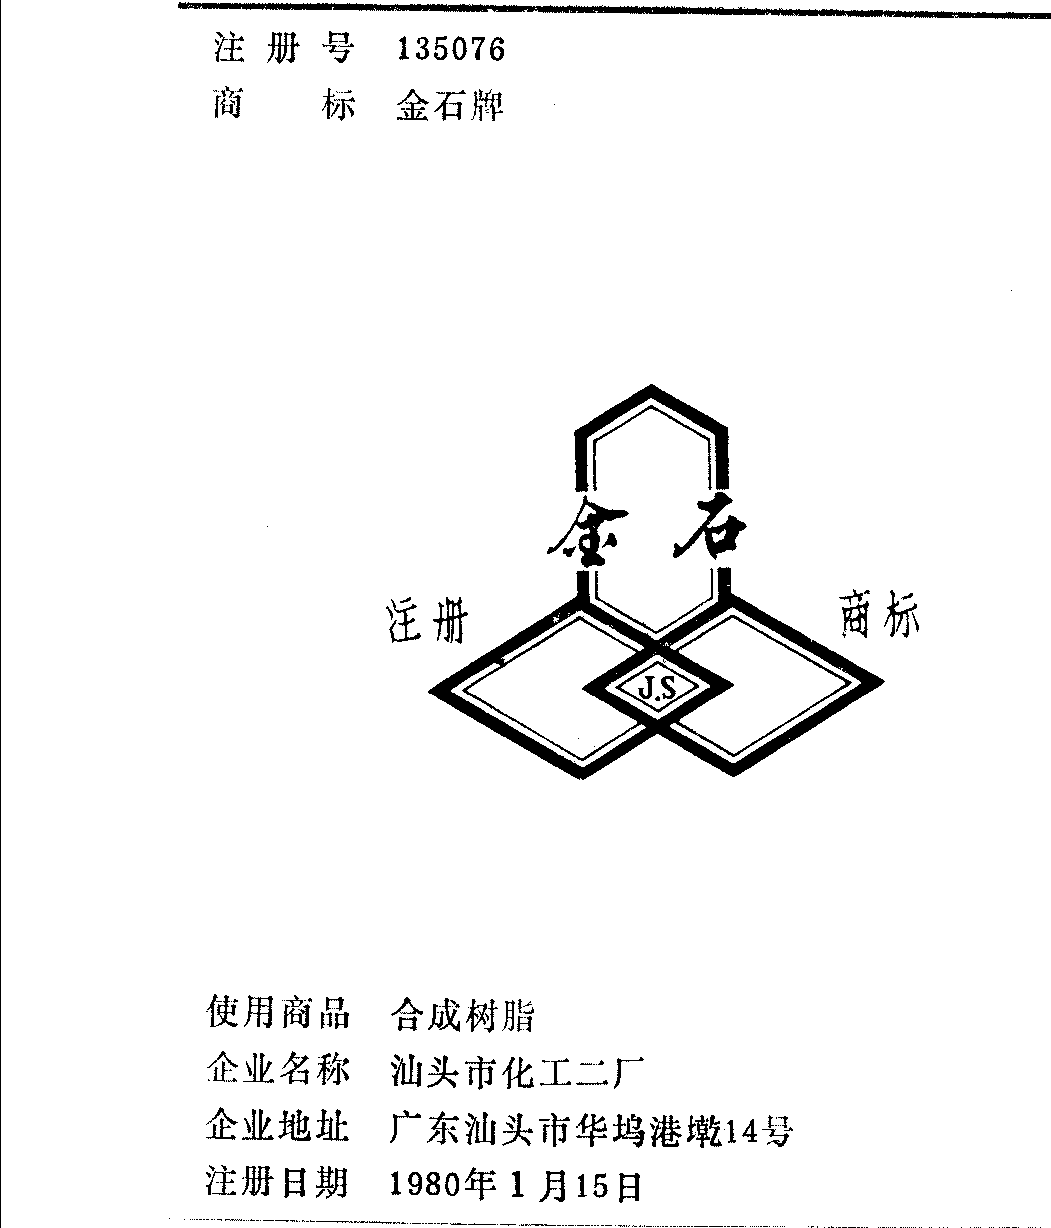 注册号 135076
商标 金石牌
金石
注册 商标
J.S
使用商品 合成树脂
企业名称 汕头市化工二厂
企业地址 广东汕头市华坞港墘14号
注册日期 1980年1月15日